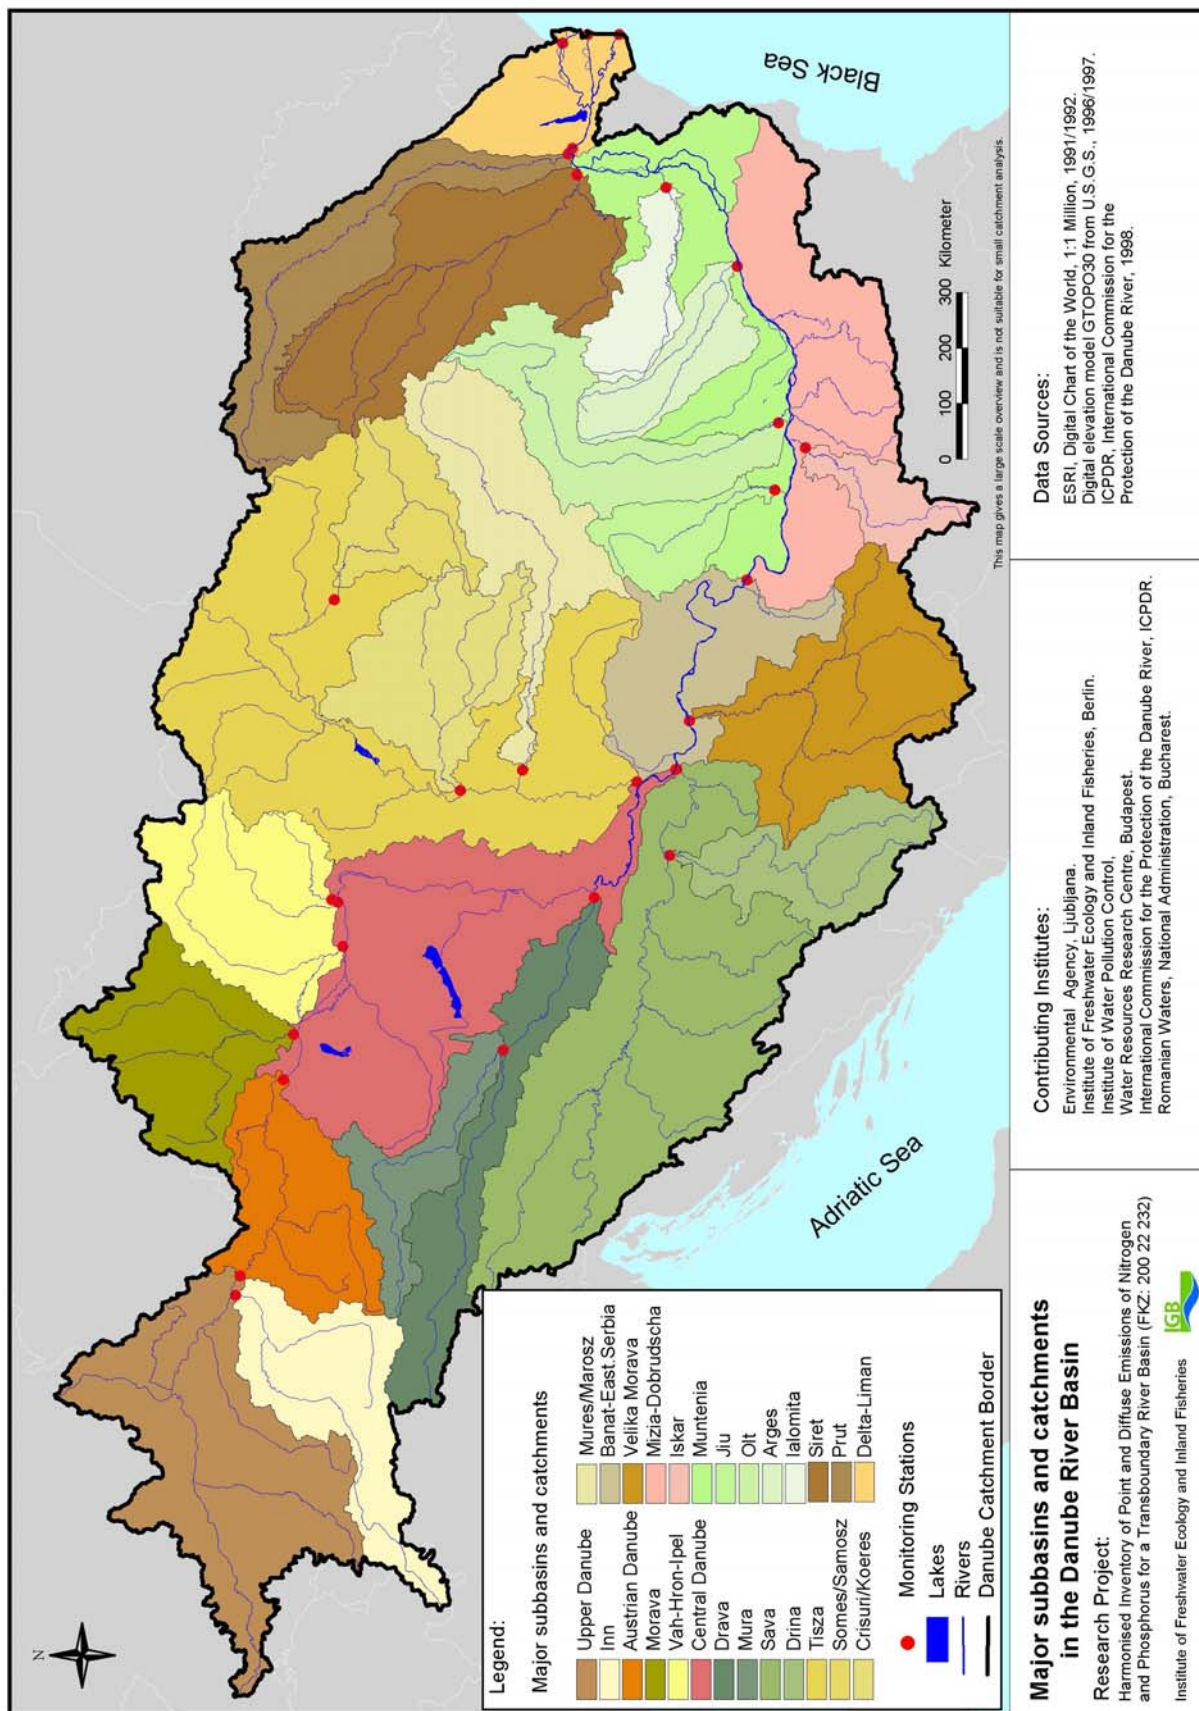 Black Sea
Adriatic Sea
N
0 100 200 300 Kilometer
This map gives a large scale overview and is not suitable for small catchment analysis.
Legend:
Major subbasins and catchments
Upper Danube
Inn
Austrian Danube
Morava
Vah-Hron-Ipel
Central Danube
Drava
Mura
Sava
Drina
Tisza
Somes/Samosz
Crisuri/Koeres
Mures/Marosz
Banat-East.Serbia
Velika Morava
Mizia-Dobrudscha
Iskar
Muntenia
Jiu
Olt
Arges
Ialomita
Siret
Prut
Delta-Liman
Monitoring Stations
Lakes
Rivers
Danube Catchment Border
Major subbasins and catchments
in the Danube River Basin
Research Project:
Harmonised Inventory of Point and Diffuse Emissions of Nitrogen
and Phosphorus for a Transboundary River Basin (FKZ: 200 22 232)
Institute of Freshwater Ecology and Inland Fisheries
IGB
Contributing Institutes:
Environmental Agency, Ljubljana.
Institute of Freshwater Ecology and Inland Fisheries, Berlin.
Institute of Water Pollution Control,
Water Resources Research Centre, Budapest.
International Commission for the Protection of the Danube River, ICPDR.
Romanian Waters, National Administration, Bucharest.
Data Sources:
ESRI, Digital Chart of the World, 1:1 Million, 1991/1992.
Digital elevation model GTOPO30 from U.S.G.S., 1996/1997.
ICPDR, International Commission for the
Protection of the Danube River, 1998.